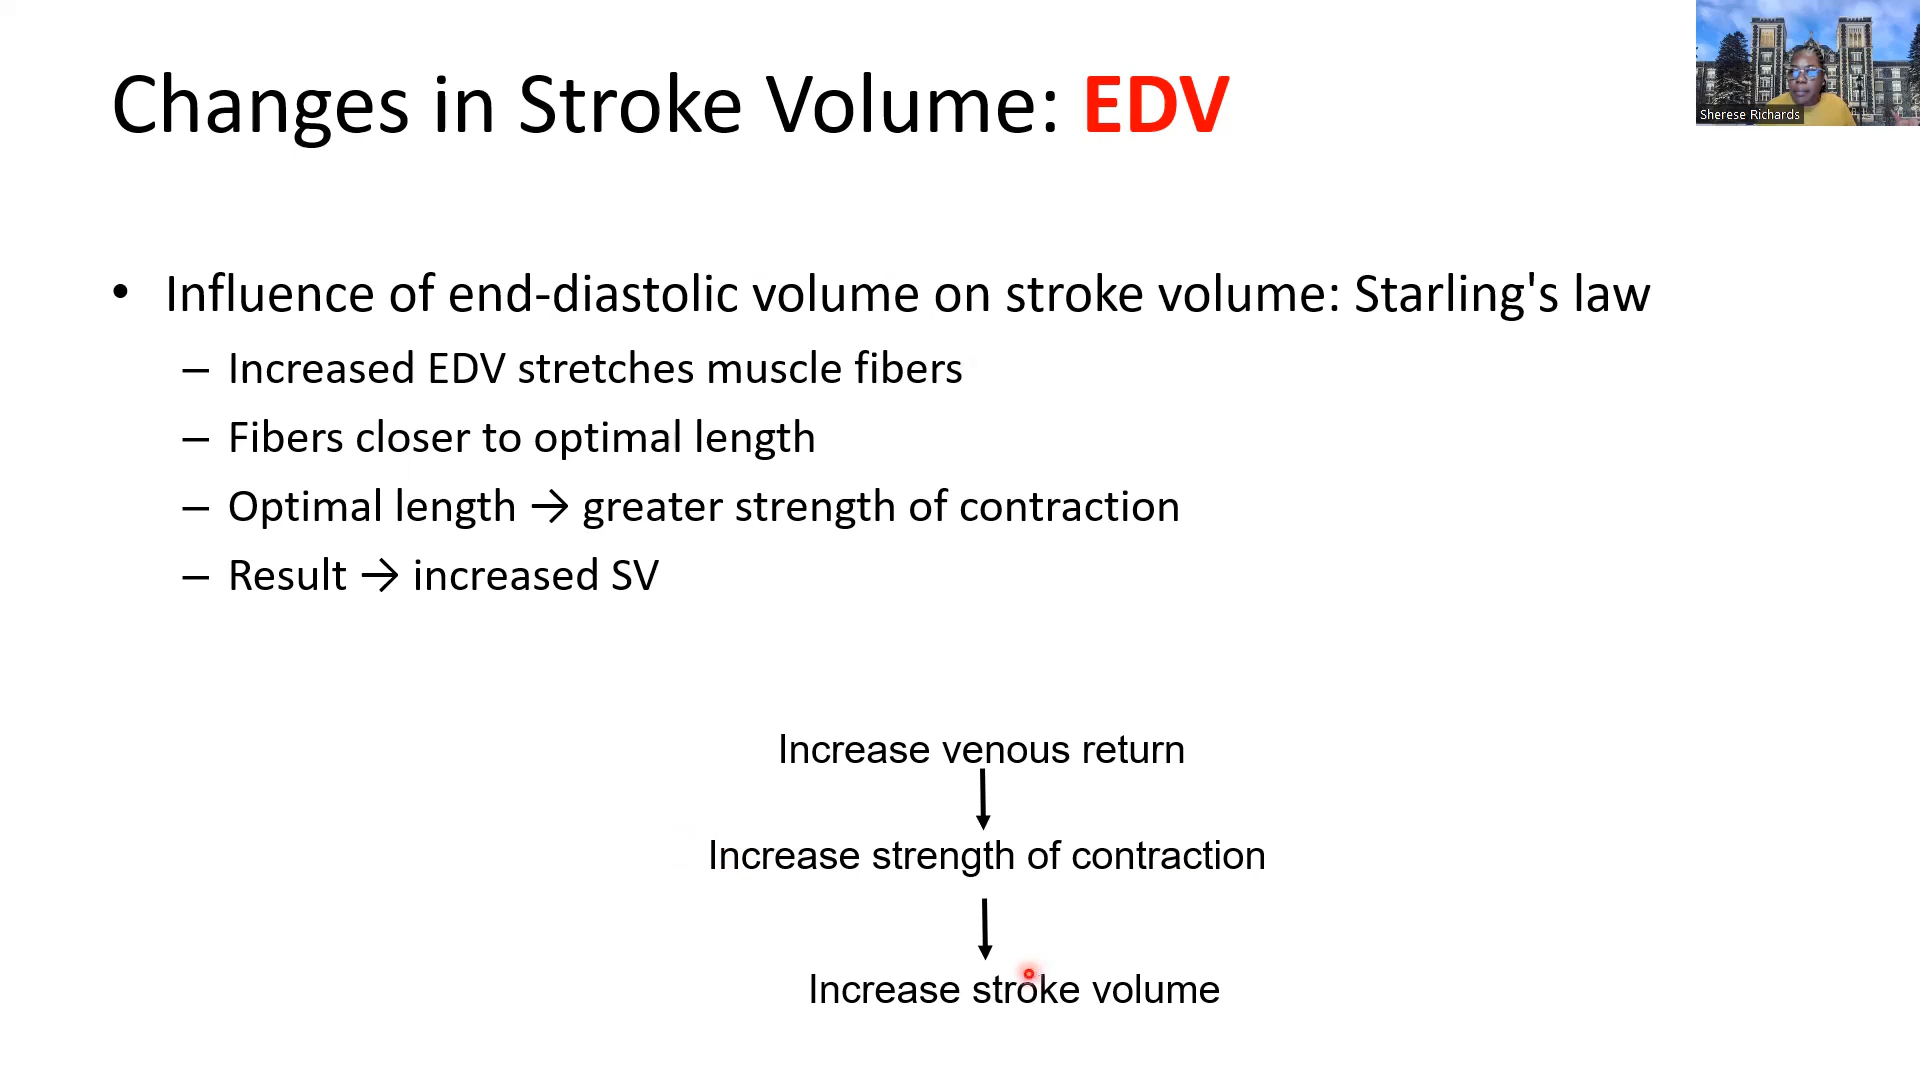 Changes in Stroke Volume: EDV
Sherese Richards
• Influence of end-diastolic volume on stroke volume: Starling's law
– Increased EDV stretches muscle fibers
– Fibers closer to optimal length
– Optimal length → greater strength of contraction
– Result → increased SV
Increase venous return
Increase strength of contraction
Increase stroke volume